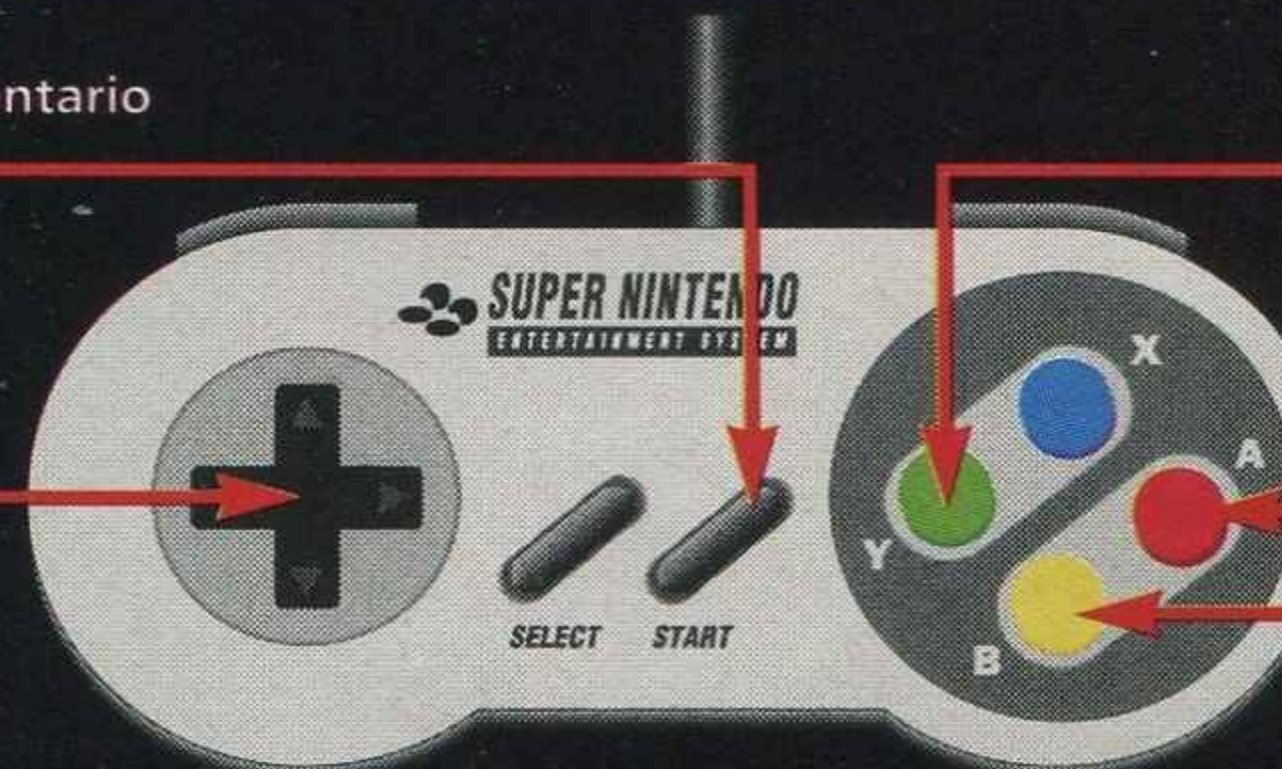 ntario
SUPER NINTENDO
ENTERTAINMENT SYSTEM
X
A
Y
B
SELECT START